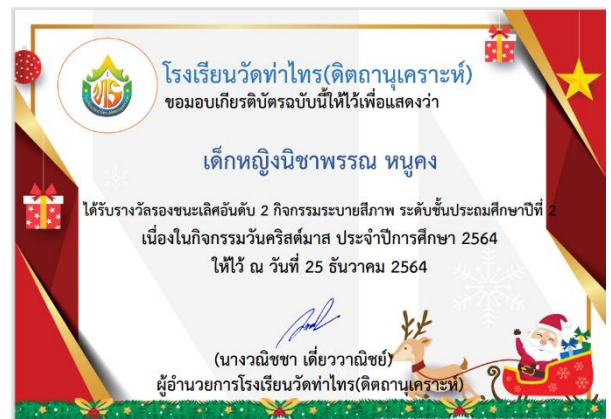 โรงเรียนวัดท่าไทร(ดิตถานุเคราะห์)
ขอมอบเกียรติบัตรฉบับนี้ให้ไว้เพื่อแสดงว่า
เด็กหญิงนิชาพรรณ หนูคง
ได้รับรางวัลรองชนะเลิศอันดับ 2 กิจกรรมระบายสีภาพ ระดับชั้นประถมศึกษาปีที่ 2
เนื่องในกิจกรรมวันคริสต์มาส ประจำปีการศึกษา 2564
ให้ไว้ ณ วันที่ 25 ธันวาคม 2564
(นางวณิชชา เดี่ยววาณิชย์)
ผู้อำนวยการโรงเรียนวัดท่าไทร(ดิตถานุเคราะห์)